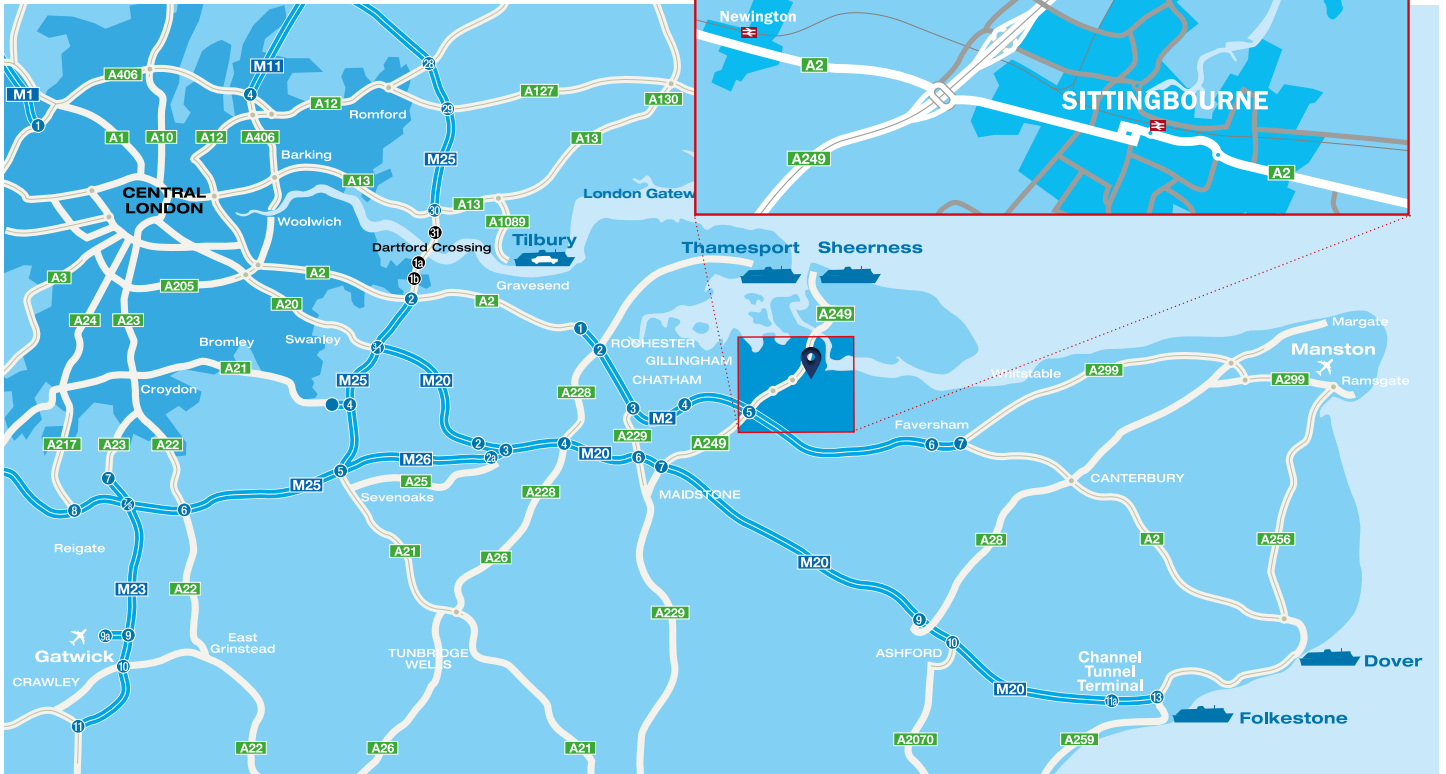 Newington
A2
SITTINGBOURNE
A249
A2
M11
28
A406
M1
4
A12
29
A127
A130
1
Romford
A1
A10
A12
A406
A13
Barking
M25
A13
CENTRAL
LONDON
30
A13
London Gatew
Woolwich
A1089
31
Dartford Crossing
Tilbury
Thamesport
Sheerness
1a
A3
A2
1b
A205
Gravesend
A20
2
A2
A249
A24
A23
1
Margate
Bromley
Swanley
ROCHESTER
2
Manston
GILLINGHAM
A21
Whitstable
A299
A299
Ramsgate
Croydon
M25
M20
CHATHAM
A228
4
4
3
M2
5
Faversham
A217
A23
A22
A229
A249
2
3
4
M20
6
7
6
7
M26
2a
5
7
A25
M25
Sevenoaks
A228
MAIDSTONE
CANTERBURY
8
6
Reigate
A21
A26
A28
A2
A256
M20
M23
A22
A229
9
9a
9
East
Grinstead
10
Gatwick
TUNBRIDGE
WELLS
ASHFORD
Channel
Tunnel
Terminal
Dover
10
CRAWLEY
M20
11a
13
Folkestone
11
A22
A26
A21
A2070
A259